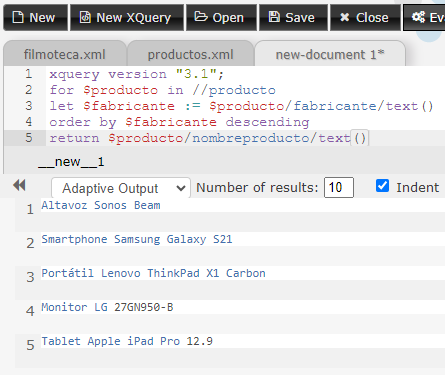 New New XQuery Open Save Close Ev
filmoteca.xml productos.xml new-document 1*
1 xquery version "3.1";
2 for $producto in //producto
3 let $fabricante := $producto/fabricante/text()
4 order by $fabricante descending
5 return $producto/nombreproducto/text()
__new__1
Adaptive Output Number of results: 10 Indent
1 Altavoz Sonos Beam
2 Smartphone Samsung Galaxy S21
3 Portátil Lenovo ThinkPad X1 Carbon
4 Monitor LG 27GN950-B
5 Tablet Apple iPad Pro 12.9